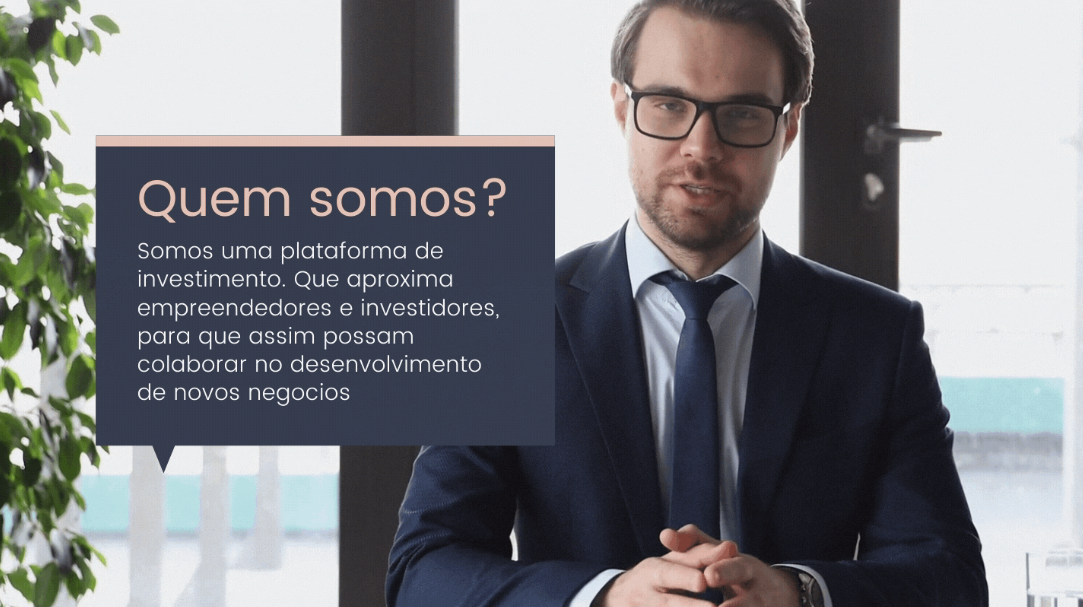 Quem somos?
Somos uma plataforma de
investimento. Que aproxima
empreendedores e investidores,
para que assim possam
colaborar no desenvolvimento
de novos negocios